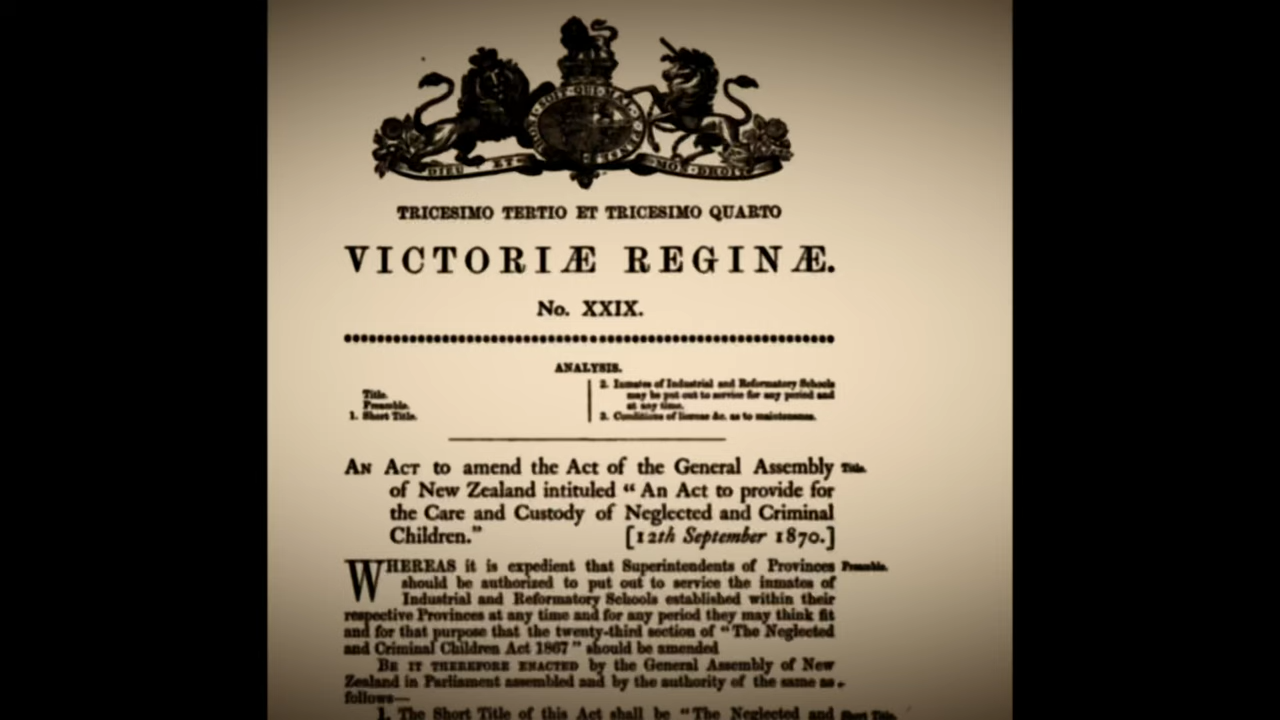 HONI·SOIT·QUI·MAL·Y·PENSE
DIEU ET MON·DROIT
TRICESIMO TERTIO ET TRICESIMO QUARTO
VICTORIÆ REGINÆ.
No. XXIX.
ANALYSIS.
Title.
Preamble.
1. Short Title.
2. Inmates of Industrial and Reformatory Schools
may be put out to service for any period and
at any time.
3. Conditions of license &c. as to maintenance.
AN ACT to amend the Act of the General Assembly Title.
of New Zealand intituled “ An Act to provide for
the Care and Custody of Neglected and Criminal
Children.” [12th September 1870.]
WHEREAS it is expedient that Superintendents of Provinces Preamble.
should be authorized to put out to service the inmates of
Industrial and Reformatory Schools established within their
respective Provinces at any time and for any period they may think fit
and for that purpose that the twenty-third section of “ The Neglected
and Criminal Children Act 1867 ” should be amended
BE IT THEREFORE ENACTED by the General Assembly of New
Zealand in Parliament assembled and by the authority of the same as
follows—
1. The Short Title of this Act shall be “ The Neglected and Short Title.